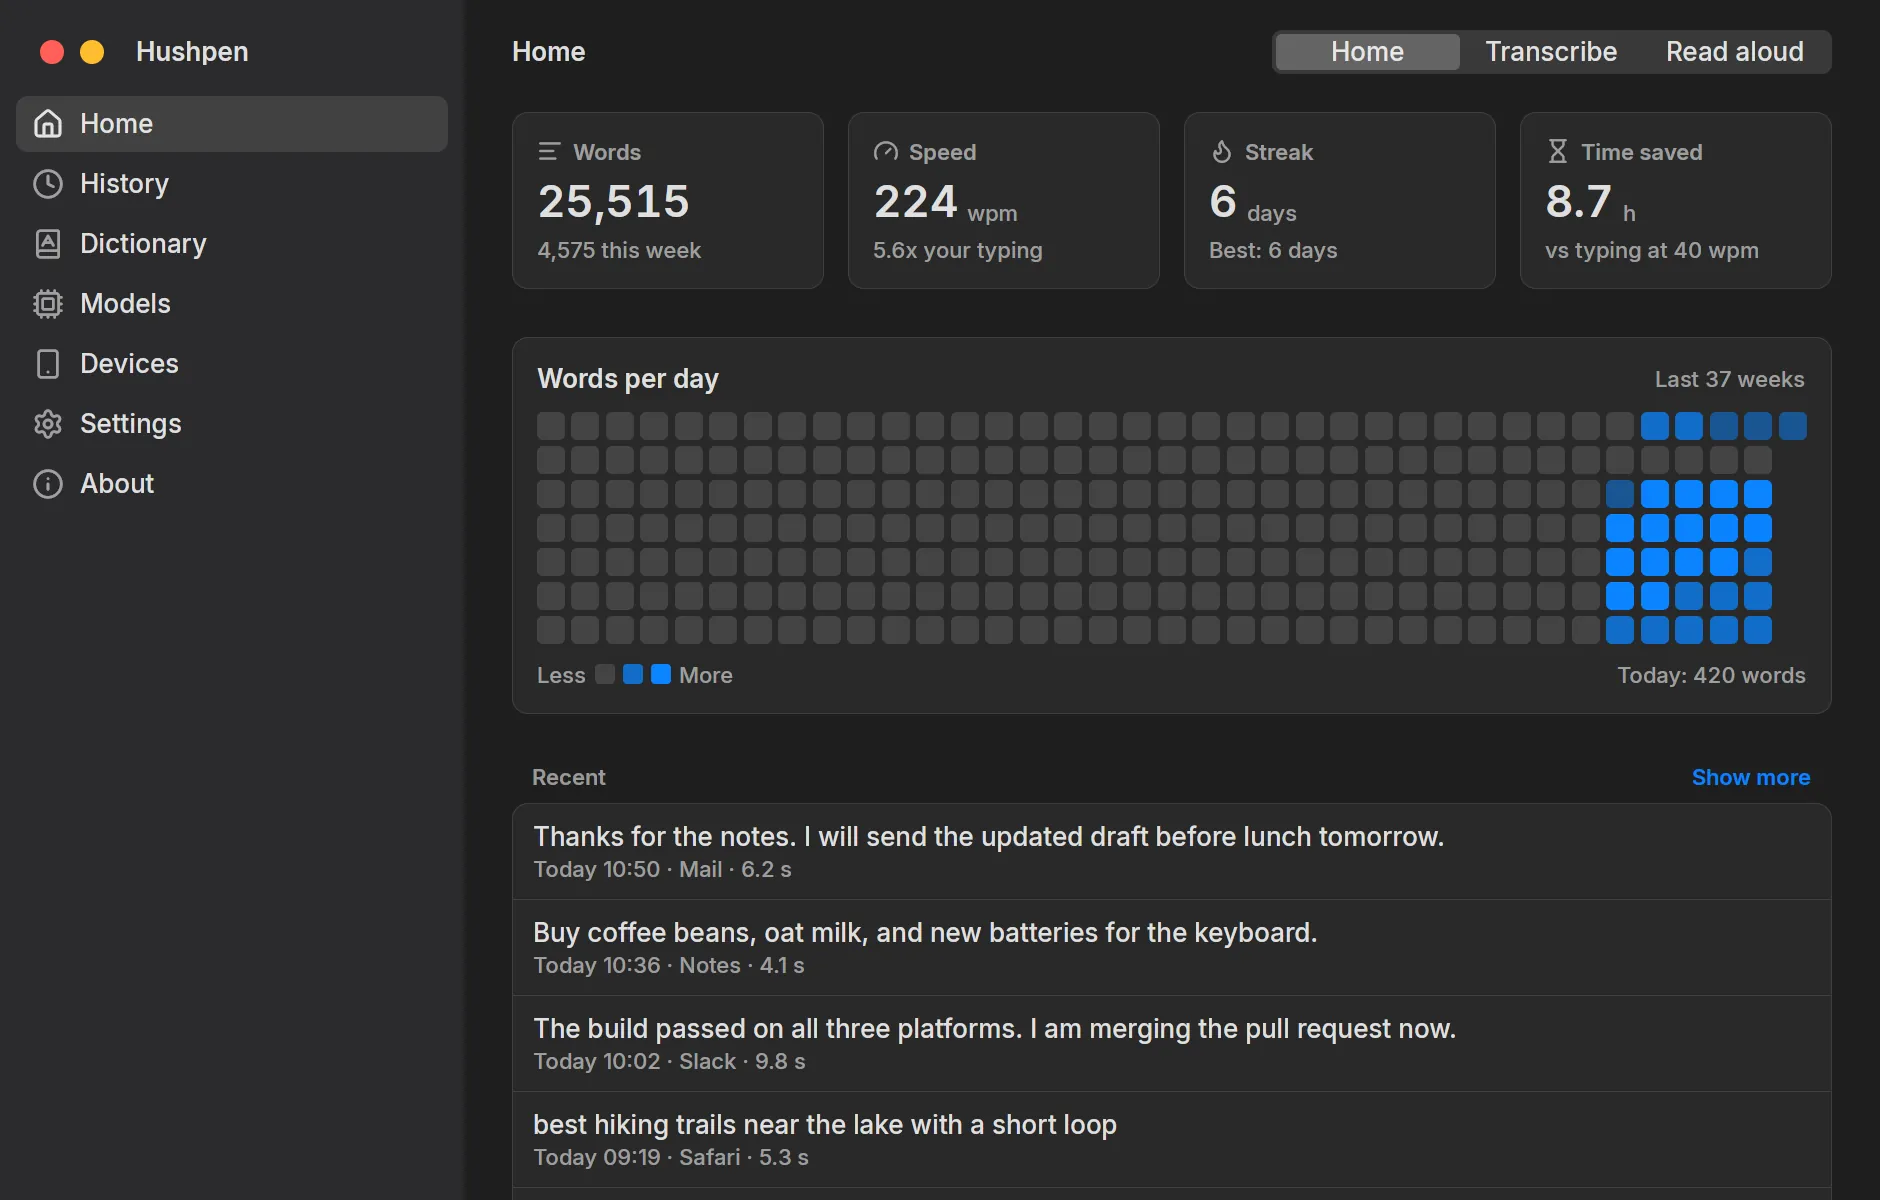 Hushpen
Home
History
Dictionary
Models
Devices
Settings
About
Home
Home Transcribe Read aloud
Words
25,515
4,575 this week
Speed
224 wpm
5.6x your typing
Streak
6 days
Best: 6 days
Time saved
8.7 h
vs typing at 40 wpm
Words per day
Last 37 weeks
Less More
Today: 420 words
Recent
Show more
Thanks for the notes. I will send the updated draft before lunch tomorrow.
Today 10:50 · Mail · 6.2 s
Buy coffee beans, oat milk, and new batteries for the keyboard.
Today 10:36 · Notes · 4.1 s
The build passed on all three platforms. I am merging the pull request now.
Today 10:02 · Slack · 9.8 s
best hiking trails near the lake with a short loop
Today 09:19 · Safari · 5.3 s